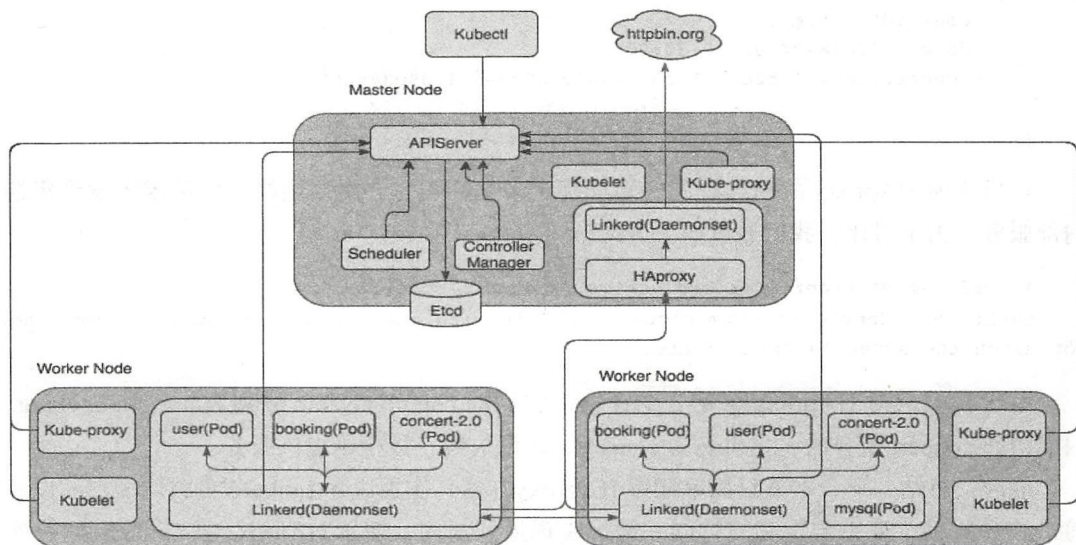 Kubectl
httpbin.org
Master Node
APIServer
Kubelet
Kube-proxy
Linkerd(Daemonset)
Scheduler
Controller
Manager
HAproxy
Etcd
Worker Node
Kube-proxy
Kubelet
user(Pod)
booking(Pod)
concert-2.0
(Pod)
Linkerd(Daemonset)
Worker Node
booking(Pod)
user(Pod)
concert-2.0
(Pod)
Linkerd(Daemonset)
mysql(Pod)
Kube-proxy
Kubelet